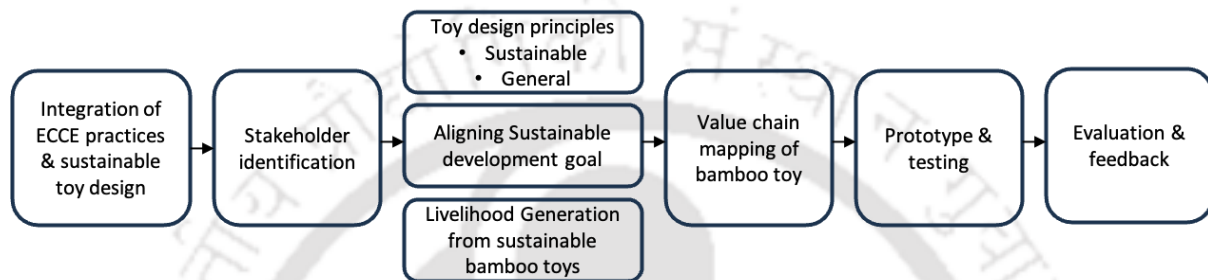 Integration of
ECCE practices
& sustainable
toy design
Stakeholder
identification
Toy design principles
• Sustainable
• General
Aligning Sustainable
development goal
Livelihood Generation
from sustainable
bamboo toys
Value chain
mapping of
bamboo toy
Prototype &
testing
Evaluation &
feedback